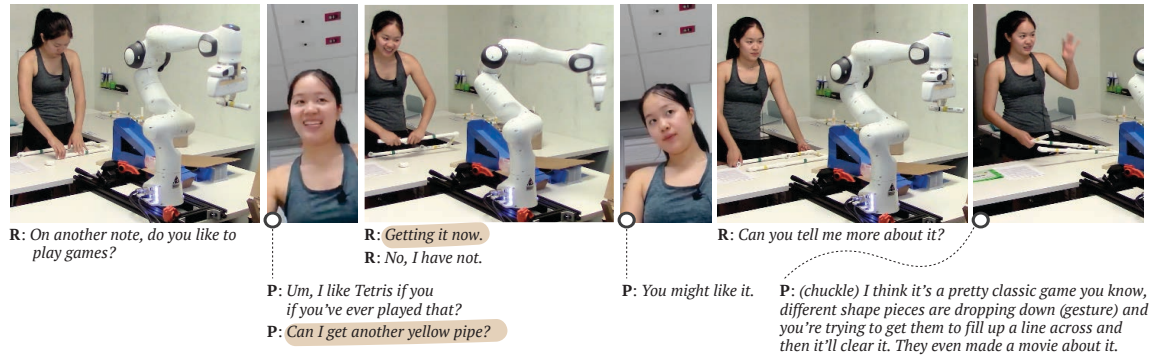 R: On another note, do you like to
play games?
P: Um, I like Tetris if you
if you've ever played that?
P: Can I get another yellow pipe?
R: Getting it now.
R: No, I have not.
P: You might like it.
R: Can you tell me more about it?
P: (chuckle) I think it's a pretty classic game you know,
different shape pieces are dropping down (gesture) and
you're trying to get them to fill up a line across and
then it'll clear it. They even made a movie about it.